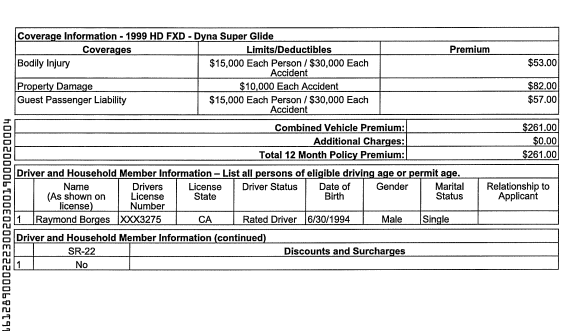 Coverage Information - 1999 HD FXD - Dyna Super Glide
Coverages Limits/Deductibles Premium
Bodily Injury $15,000 Each Person / $30,000 Each Accident $53.00
Property Damage $10,000 Each Accident $82.00
Guest Passenger Liability $15,000 Each Person / $30,000 Each Accident $57.00
Combined Vehicle Premium: $261.00
Additional Charges: $0.00
Total 12 Month Policy Premium: $261.00
Driver and Household Member Information – List all persons of eligible driving age or permit age.
Name (As shown on license) Drivers License Number License State Driver Status Date of Birth Gender Marital Status Relationship to Applicant
1 Raymond Borges XXX3275 CA Rated Driver 6/30/1994 Male Single
Driver and Household Member Information (continued)
SR-22 Discounts and Surcharges
1 No